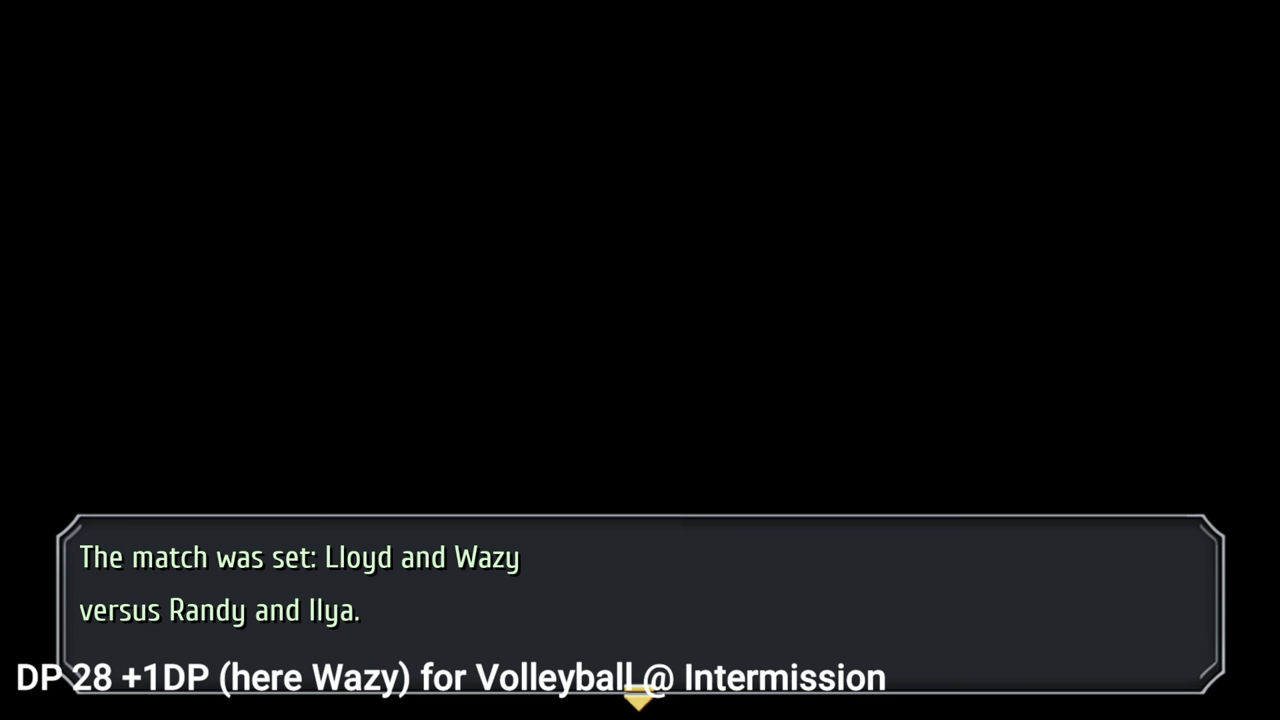 The match was set: Lloyd and Wazy
versus Randy and Ilya.
DP 28 +1DP (here Wazy) for Volleyball @ Intermission